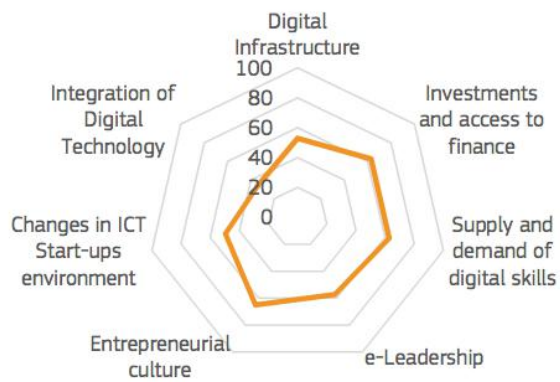 Digital
Infrastructure
100
80
60
40
20
0
Investments
and access to
finance
Supply and
demand of
digital skills
e-Leadership
Entrepreneurial
culture
Changes in ICT
Start-ups
environment
Integration of
Digital
Technology